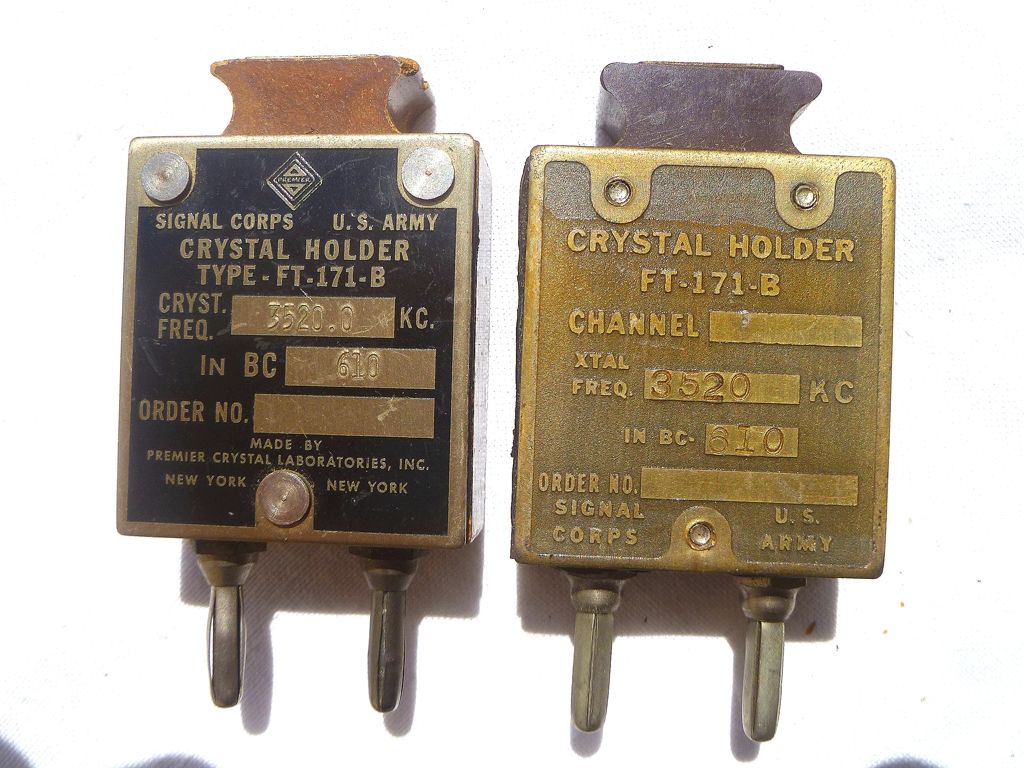 PREMIER
SIGNAL CORPS U.S. ARMY
CRYSTAL HOLDER
TYPE-FT-171-B
CRYST. FREQ. 3520.0 KC.
IN BC 610
ORDER NO.
MADE BY
PREMIER CRYSTAL LABORATORIES, INC.
NEW YORK NEW YORK
CRYSTAL HOLDER
FT-171-B
CHANNEL
XTAL
FREQ. 3520 KC
IN BC- 610
ORDER NO.
SIGNAL U.S.
CORPS ARMY